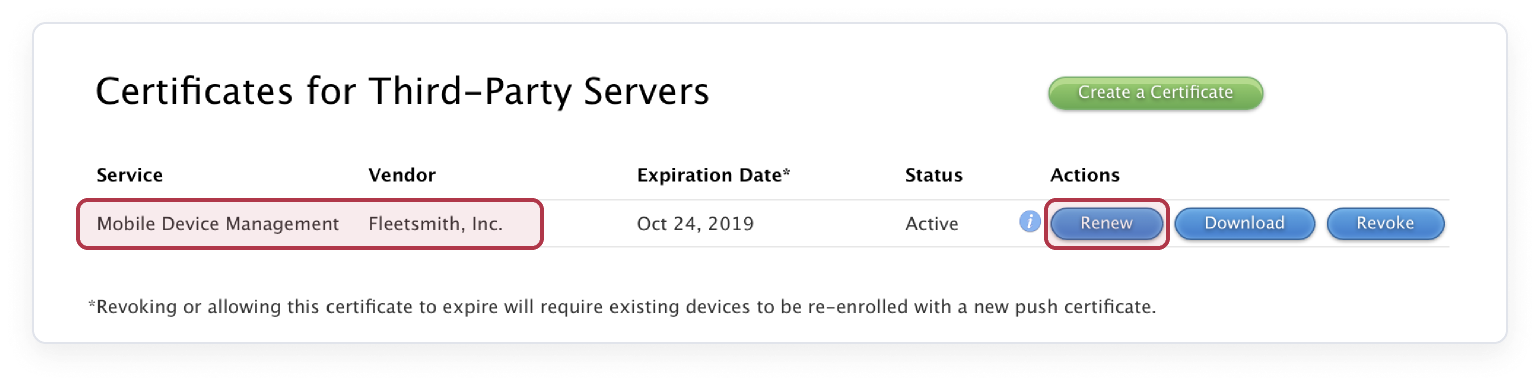 Certificates for Third-Party Servers
Create a Certificate
Service Vendor Expiration Date* Status Actions
Mobile Device Management Fleetsmith, Inc. Oct 24, 2019 Active i Renew Download Revoke
*Revoking or allowing this certificate to expire will require existing devices to be re-enrolled with a new push certificate.